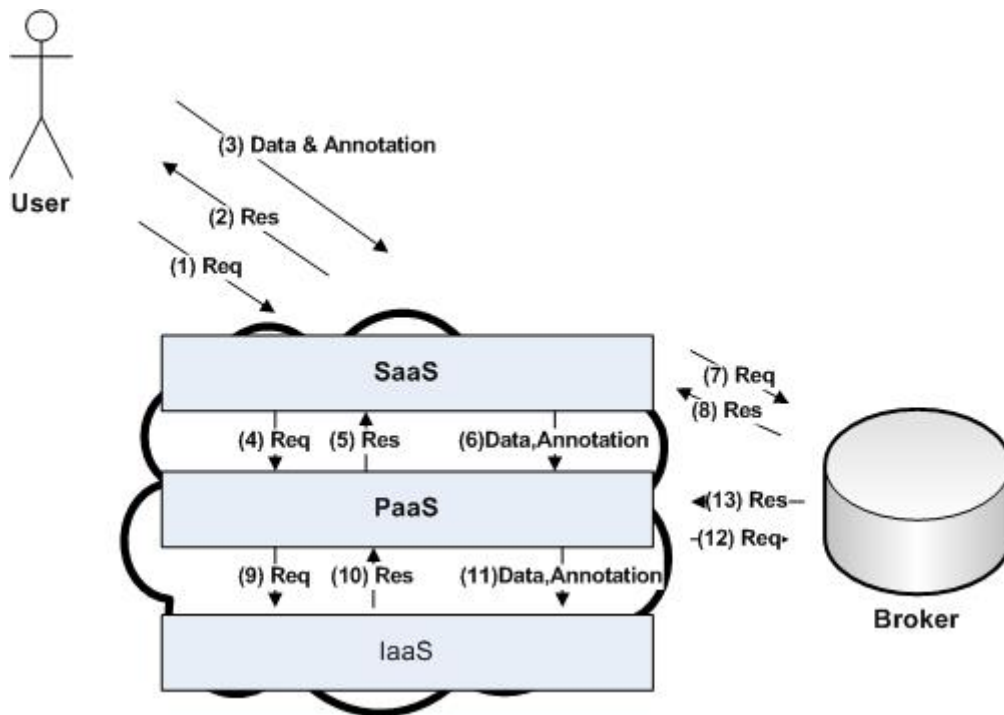 (3) Data & Annotation
User
(2) Res
(1) Req
SaaS
(7) Req
(8) Res
(4) Req
(5) Res
(6)Data,Annotation
PaaS
(13) Res
(12) Req
(9) Req
(10) Res
(11)Data,Annotation
Broker
IaaS